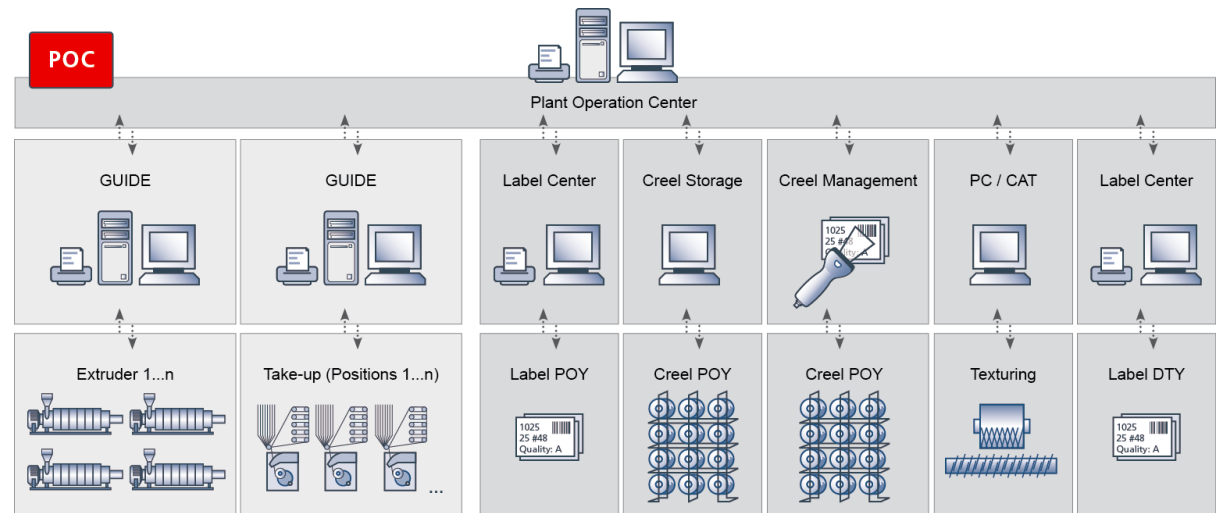 POC
Plant Operation Center
GUIDE
GUIDE
Label Center
Creel Storage
Creel Management
PC / CAT
Label Center
1025
25 #48
Quality: A
Extruder 1...n
Take-up (Positions 1...n)
Label POY
Creel POY
Creel POY
Texturing
Label DTY
...
1025
25 #48
Quality: A
1025
25 #48
Quality: A